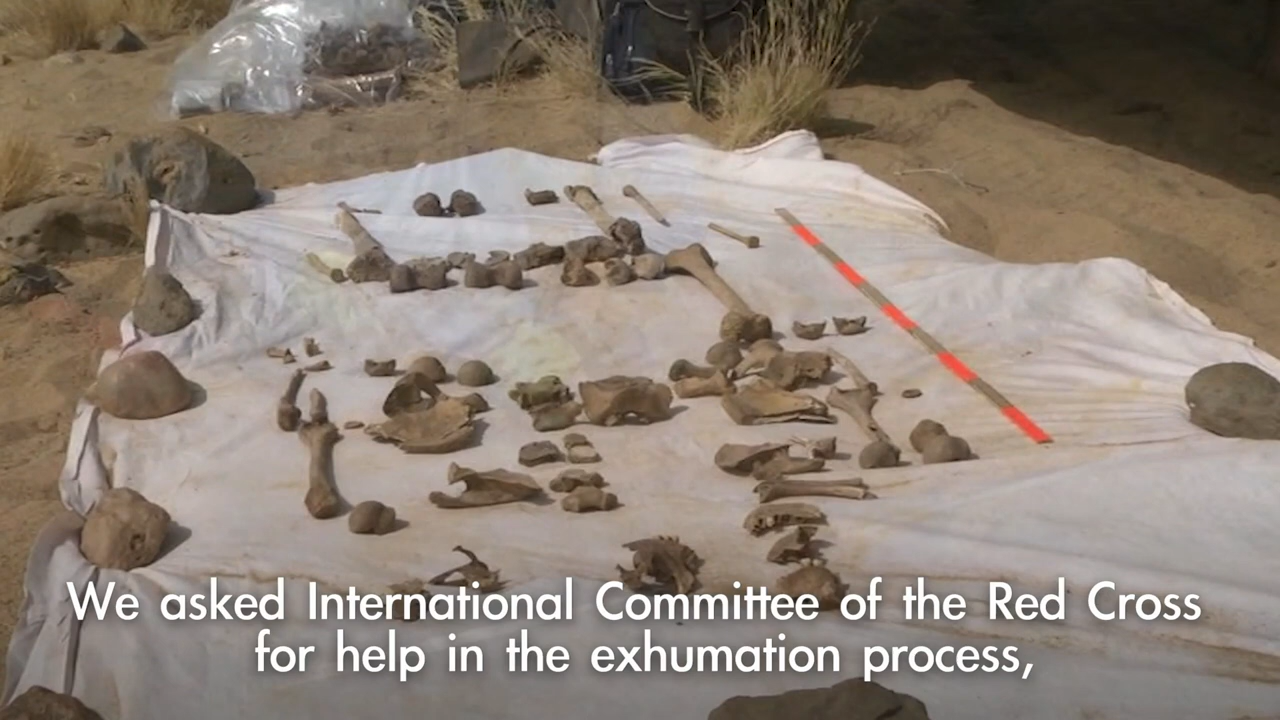 We asked International Committee of the Red Cross
for help in the exhumation process,